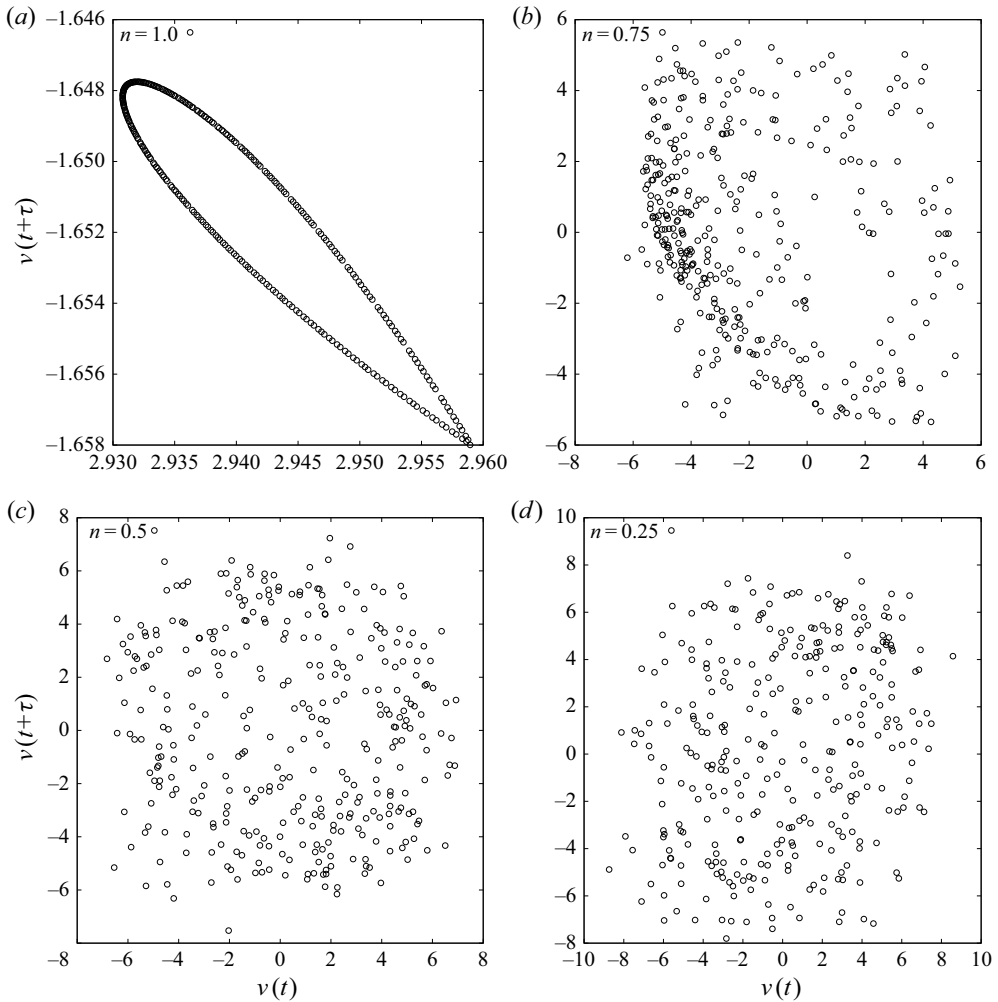 (a)
−1.646
n = 1.0
−1.648
−1.650
−1.652
−1.654
−1.656
−1.658
v(t+τ)
2.930 2.935 2.940 2.945 2.950 2.955 2.960
(b)
6
n = 0.75
4
2
0
−2
−4
−6
−8 −6 −4 −2 0 2 4 6
(c)
8
n = 0.5
6
4
2
0
−2
−4
−6
−8
v(t+τ)
−8 −6 −4 −2 0 2 4 6 8
v(t)
(d)
10
n = 0.25
8
6
4
2
0
−2
−4
−6
−8
−10 −8 −6 −4 −2 0 2 4 6 8 10
v(t)